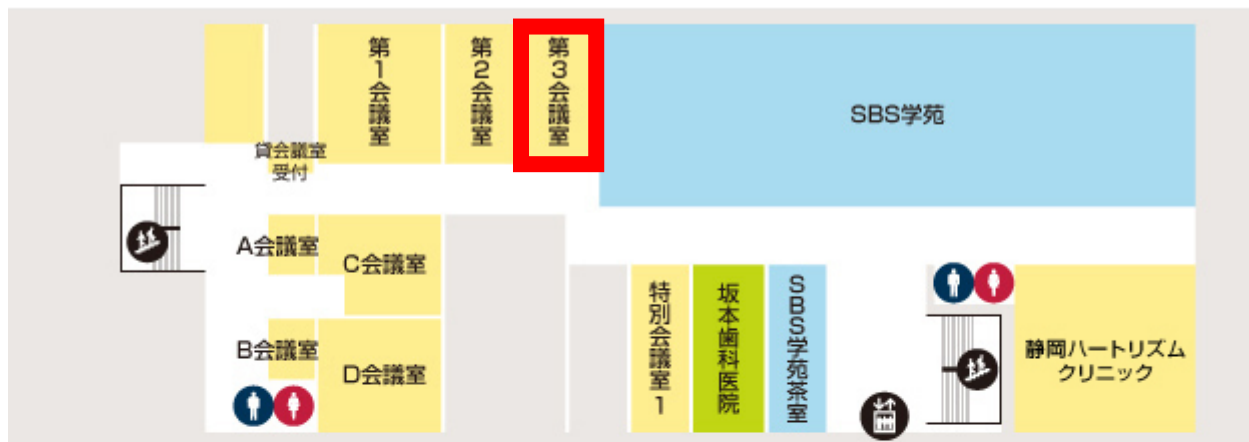 第1会議室
第2会議室
第3会議室
SBS学苑
貸会議室
受付
A会議室
C会議室
B会議室
D会議室
特別会議室1
坂本歯科医院
SBS学苑茶室
静岡ハートリズム
クリニック